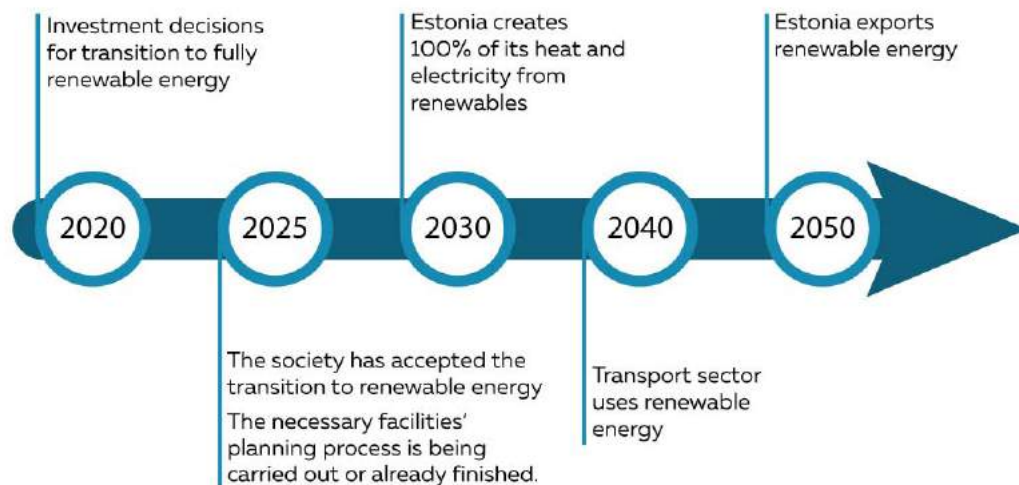 Investment decisions
for transition to fully
renewable energy
Estonia creates
100% of its heat and
electricity from
renewables
Estonia exports
renewable energy
2020
2025
2030
2040
2050
The society has accepted the
transition to renewable energy
The necessary facilities’
planning process is being
carried out or already finished.
Transport sector
uses renewable
energy